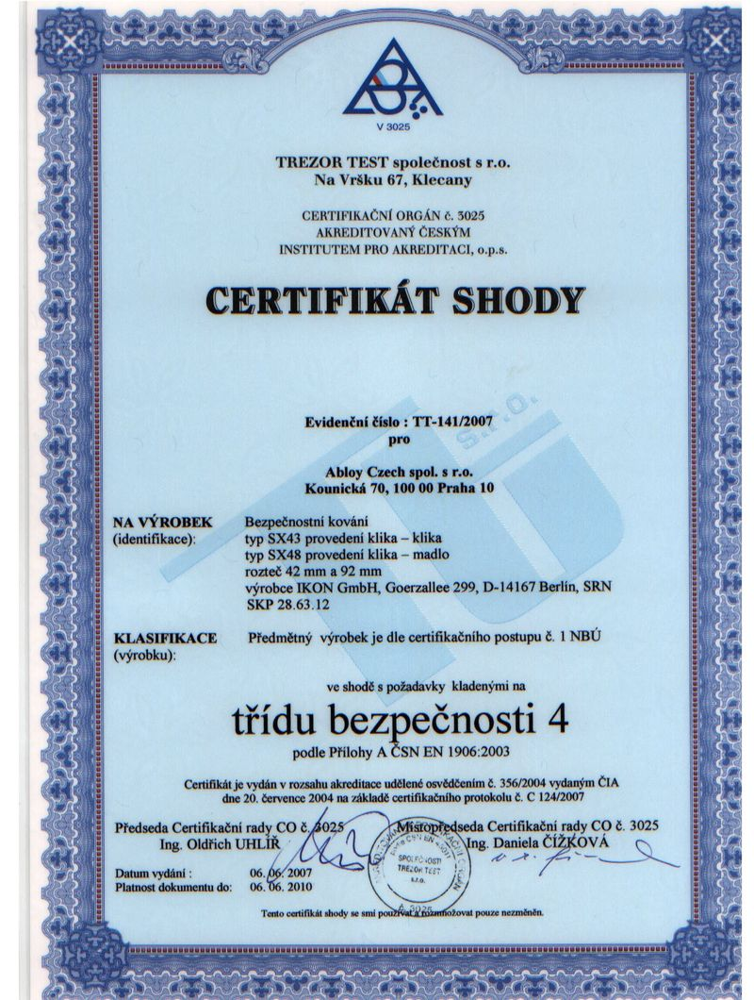 V 3025
TREZOR TEST společnost s r.o.
Na Vršku 67, Klecany
CERTIFIKAČNÍ ORGÁN č. 3025
AKREDITOVANÝ ČESKÝM
INSTITUTEM PRO AKREDITACI, o.p.s.
CERTIFIKÁT SHODY
s.r.o.
Evidenční číslo : TT-141/2007
pro
Abloy Czech spol. s r.o.
Kounická 70, 100 00 Praha 10
NA VÝROBEK Bezpečnostní kování
(identifikace): typ SX43 provedení klika – klika
typ SX48 provedení klika – madlo
rozteč 42 mm a 92 mm
výrobce IKON GmbH, Goerzallee 299, D-14167 Berlín, SRN
SKP 28.63.12
KLASIFIKACE Předmětný výrobek je dle certifikačního postupu č. 1 NBÚ
(výrobku):
ve shodě s požadavky kladenými na
třídu bezpečnosti 4
podle Přílohy A ČSN EN 1906:2003
Certifikát je vydán v rozsahu akreditace udělené osvědčením č. 356/2004 vydaným ČIA
dne 20. července 2004 na základě certifikačního protokolu č. C 124/2007
Předseda Certifikační rady CO č. 3025 Místopředseda Certifikační rady CO č. 3025
Ing. Oldřich UHLÍŘ Ing. Daniela ČÍŽKOVÁ
SPOLEČNOSTI
TREZOR TEST
s.r.o.
A 3025
Datum vydání : 06. 06. 2007
Platnost dokumentu do: 06. 06. 2010
Tento certifikát shody se smí používat a rozmnožovat pouze nezměněn.